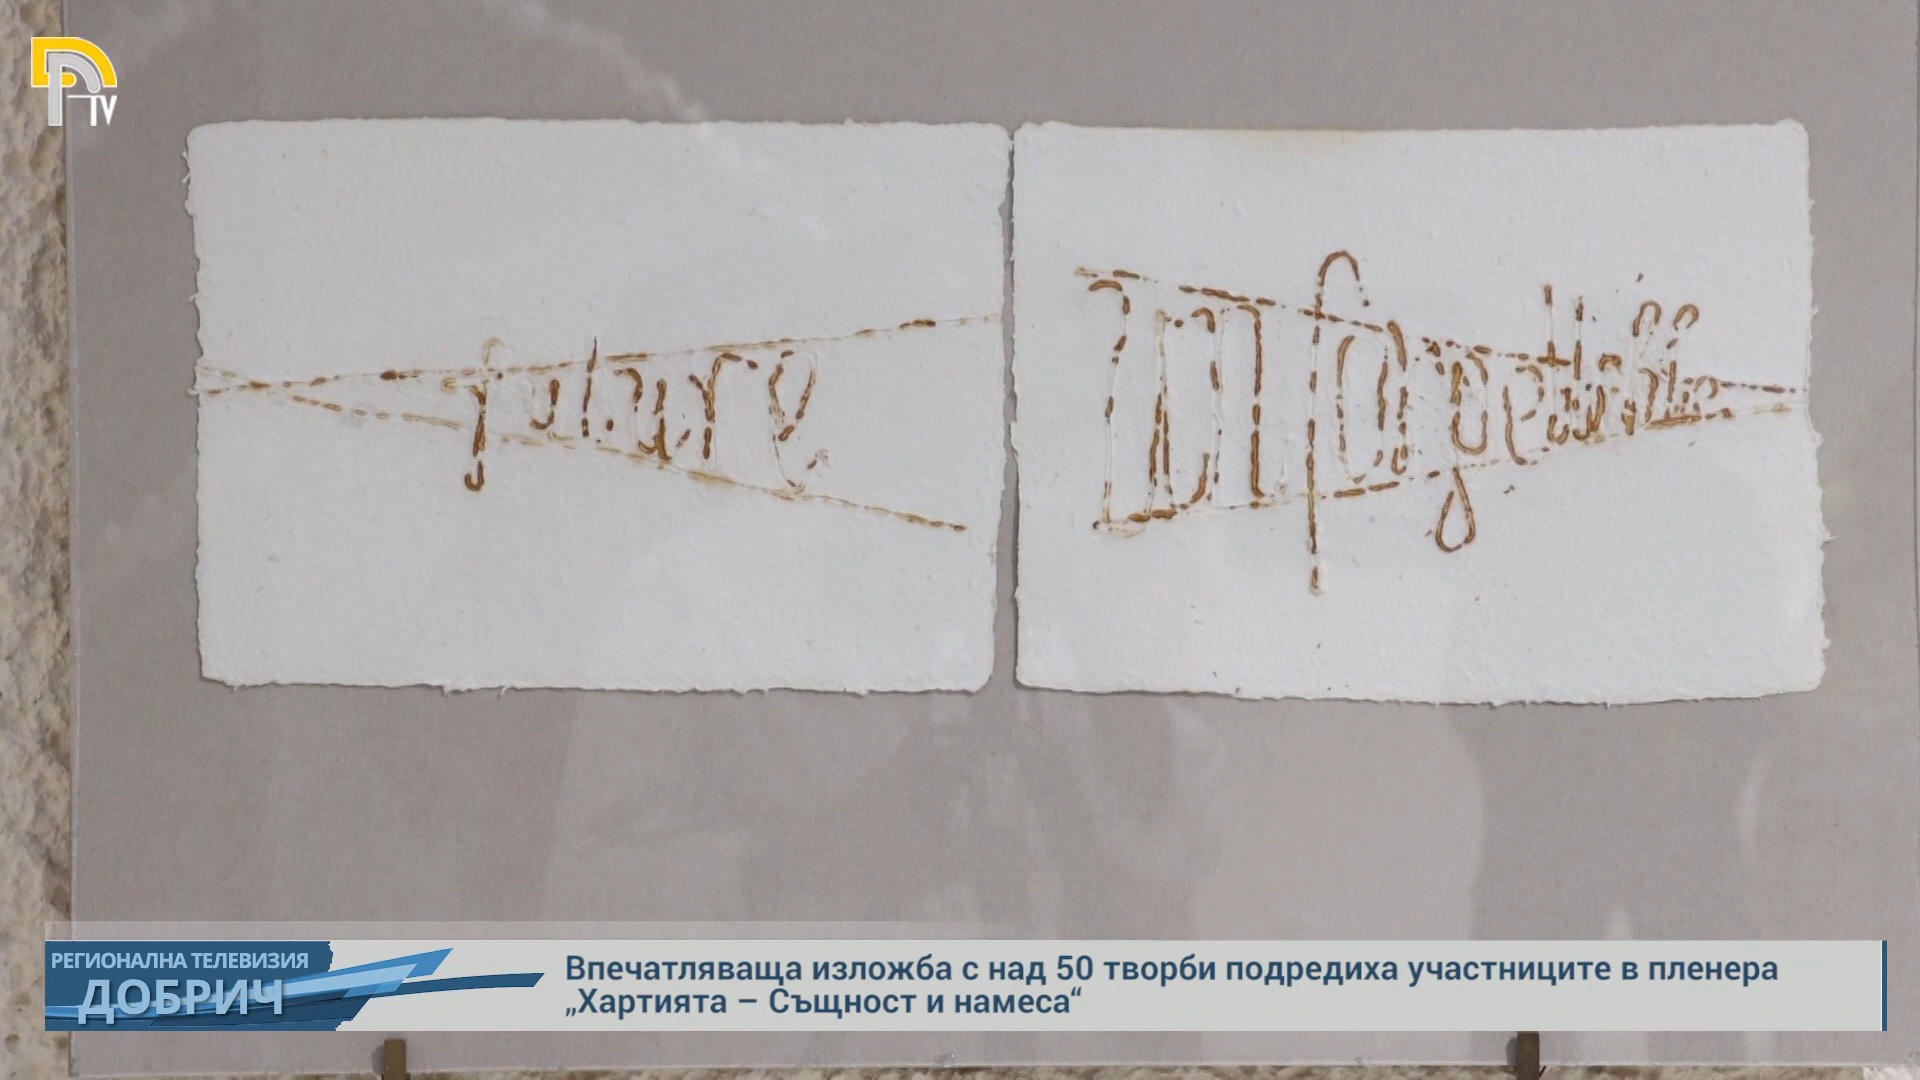 TV
future
Unforgettable
РЕГИОНАЛНА ТЕЛЕВИЗИЯ
ДОБРИЧ
Впечатляваща изложба с над 50 творби подредиха участниците в пленера
„Хартията – Същност и намеса“